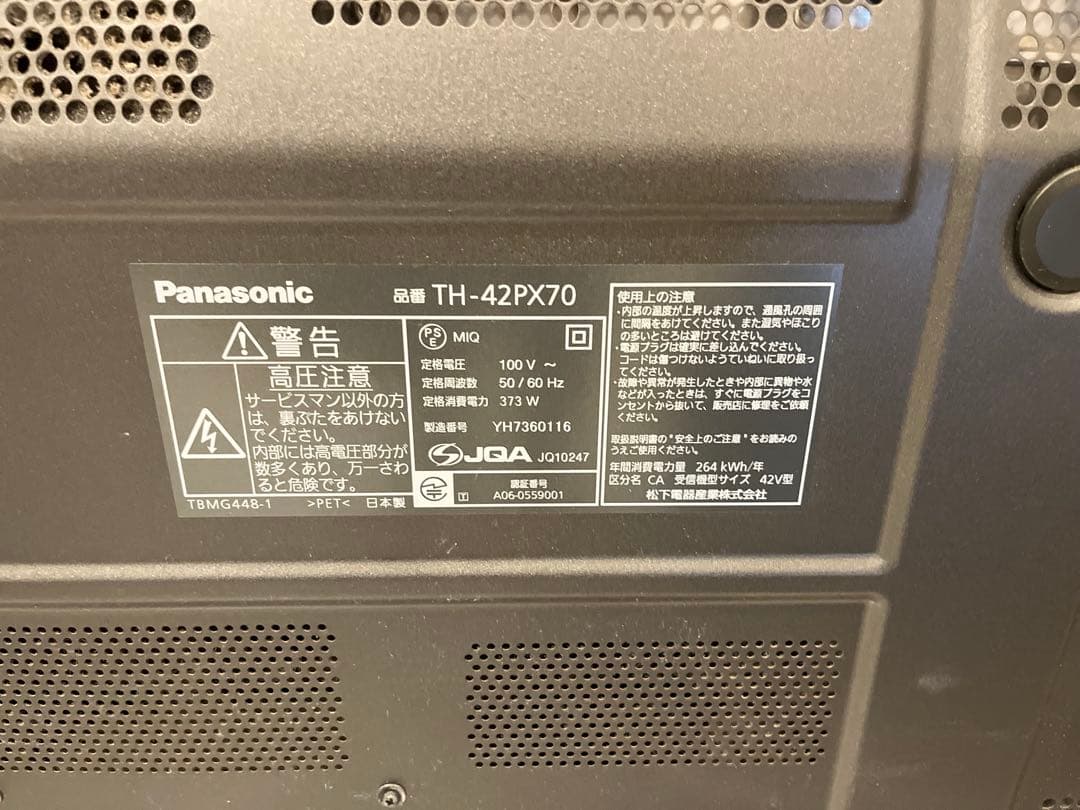 Panasonic
品番 TH-42PX70
警告
高圧注意
サービスマン以外の方
は、裏ぶたをあけない
でください。
内部には高電圧部分が
数多くあり、万一さわ
ると危険です。
TBMG448-1 >PET< 日本製
PSE MIQ
定格電圧 100 V ～
定格周波数 50 / 60 Hz
定格消費電力 373 W
製造番号 YH7360116
JQA JQ10247
認証番号
T A06-0559001
使用上の注意
・内部の温度が上昇しますので、通風孔の周囲
に間隔をあけてください。また湿気やほこり
の多いところは避けてください。
・電源プラグは確実に差し込んでください。
コードは傷つけないようていねいに取り扱っ
てください。
・故障や異常が発生したときや内部に異物や水
などが入ったときは、すぐに電源プラグをコ
ンセントから抜いて、販売店に修理をご依頼
ください。
取扱説明書の"安全上のご注意"をお読みの
うえご使用ください。
年間消費電力量 264 kWh/年
区分名 CA 受信機型サイズ 42V型
松下電器産業株式会社